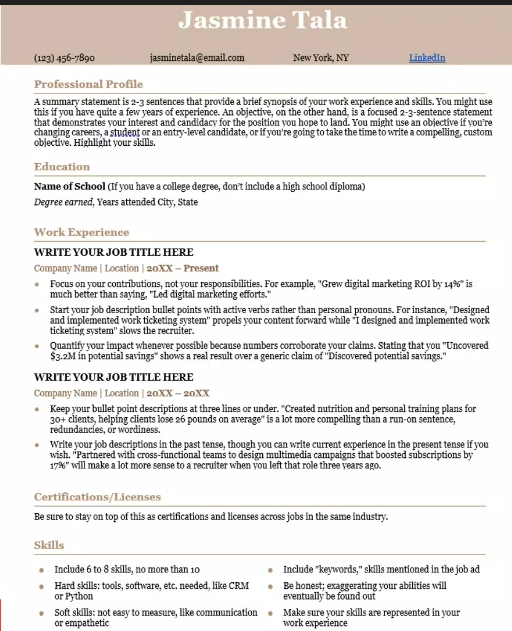 Jasmine Tala
(123) 456-7890 jasminetala@email.com New York, NY LinkedIn
Professional Profile
A summary statement is 2-3 sentences that provide a brief synopsis of your work experience and skills. You might use
this if you have quite a few years of experience. An objective, on the other hand, is a focused 2-3-sentence statement
that demonstrates your interest and candidacy for the position you hope to land. You might use an objective if you're
changing careers, a student or an entry-level candidate, or if you're going to take the time to write a compelling, custom
objective. Highlight your skills.
Education
Name of School (If you have a college degree, don't include a high school diploma)
Degree earned, Years attended City, State
Work Experience
WRITE YOUR JOB TITLE HERE
Company Name | Location | 20XX – Present
• Focus on your contributions, not your responsibilities. For example, "Grew digital marketing ROI by 14%" is
much better than saying, "Led digital marketing efforts."
• Start your job description bullet points with active verbs rather than personal pronouns. For instance, "Designed
and implemented work ticketing system" propels your content forward while "I designed and implemented work
ticketing system" slows the recruiter.
• Quantify your impact whenever possible because numbers corroborate your claims. Stating that you "Uncovered
$3.2M in potential savings" shows a real result over a generic claim of "Discovered potential savings."
WRITE YOUR JOB TITLE HERE
Company Name | Location | 20XX – 20XX
• Keep your bullet point descriptions at three lines or under. "Created nutrition and personal training plans for
30+ clients, helping clients lose 26 pounds on average" is a lot more compelling than a run-on sentence,
redundancies, or wordiness.
• Write your job descriptions in the past tense, though you can write current experience in the present tense if you
wish. "Partnered with cross-functional teams to design multimedia campaigns that boosted subscriptions by
17%" will make a lot more sense to a recruiter when you left that role three years ago.
Certifications/Licenses
Be sure to stay on top of this as certifications and licenses across jobs in the same industry.
Skills
• Include 6 to 8 skills, no more than 10
• Hard skills: tools, software, etc. needed, like CRM
or Python
• Soft skills: not easy to measure, like communication
or empathetic
• Include "keywords," skills mentioned in the job ad
• Be honest; exaggerating your abilities will
eventually be found out
• Make sure your skills are represented in your
work experience